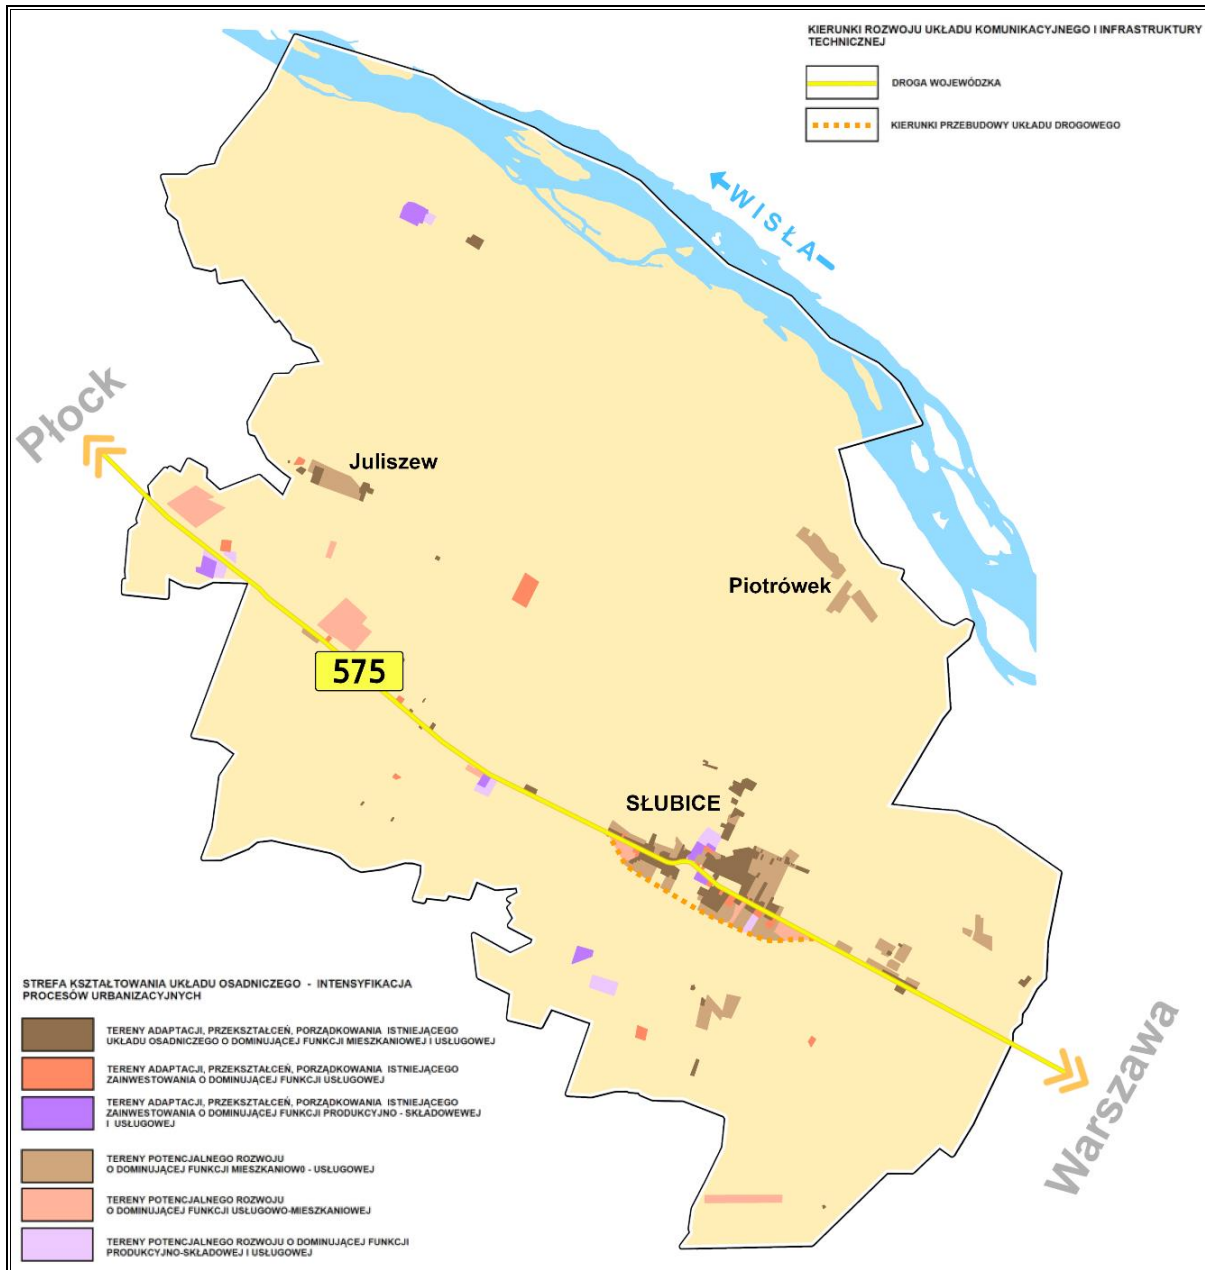 KIERUNKI ROZWOJU UKŁADU KOMUNIKACYJNEGO I INFRASTRUKTURY
TECHNICZNEJ
DROGA WOJEWÓDZKA
KIERUNKI PRZEBUDOWY UKŁADU DROGOWEGO
WISŁA
Płock
Juliszew
Piotrówek
575
SŁUBICE
Warszawa
STREFA KSZTAŁTOWANIA UKŁADU OSADNICZEGO - INTENSYFIKACJA
PROCESÓW URBANIZACYJNYCH
TERENY ADAPTACJI, PRZEKSZTAŁCEŃ, PORZĄDKOWANIA ISTNIEJĄCEGO
UKŁADU OSADNICZEGO O DOMINUJĄCEJ FUNKCJI MIESZKANIOWEJ I USŁUGOWEJ
TERENY ADAPTACJI, PRZEKSZTAŁCEŃ, PORZĄDKOWANIA ISTNIEJĄCEGO
ZAINWESTOWANIA O DOMINUJĄCEJ FUNKCJI USŁUGOWEJ
TERENY ADAPTACJI, PRZEKSZTAŁCEŃ, PORZĄDKOWANIA ISTNIEJĄCEGO
ZAINWESTOWANIA O DOMINUJĄCEJ FUNKCJI PRODUKCYJNO - SKŁADOWEWEJ
I USŁUGOWEJ
TERENY POTENCJALNEGO ROZWOJU
O DOMINUJĄCEJ FUNKCJI MIESZKANIOW0 - USŁUGOWEJ
TERENY POTENCJALNEGO ROZWOJU
O DOMINUJĄCEJ FUNKCJI USŁUGOWO-MIESZKANIOWEJ
TERENY POTENCJALNEGO ROZWOJU O DOMINUJĄCEJ FUNKCJI
PRODUKCYJNO-SKŁADOWEJ I USŁUGOWEJ